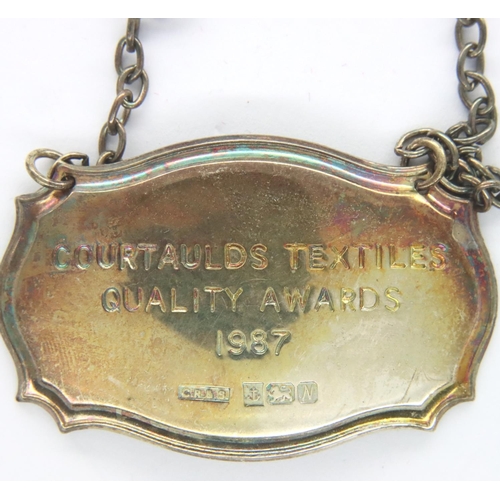 COURTAULDS TEXTILES
QUALITY AWARDS
1987
N